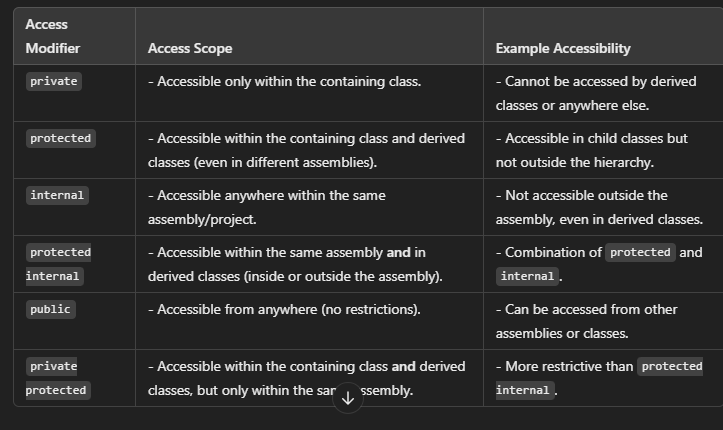 Access
Modifier
Access Scope
Example Accessibility
private
- Accessible only within the containing class.
- Cannot be accessed by derived
classes or anywhere else.
protected
- Accessible within the containing class and derived
classes (even in different assemblies).
- Accessible in child classes but
not outside the hierarchy.
internal
- Accessible anywhere within the same
assembly/project.
- Not accessible outside the
assembly, even in derived classes.
protected
internal
- Accessible within the same assembly and in
derived classes (inside or outside the assembly).
- Combination of protected and
internal.
public
- Accessible from anywhere (no restrictions).
- Can be accessed from other
assemblies or classes.
private
protected
- Accessible within the containing class and derived
classes, but only within the same assembly.
- More restrictive than protected
internal.